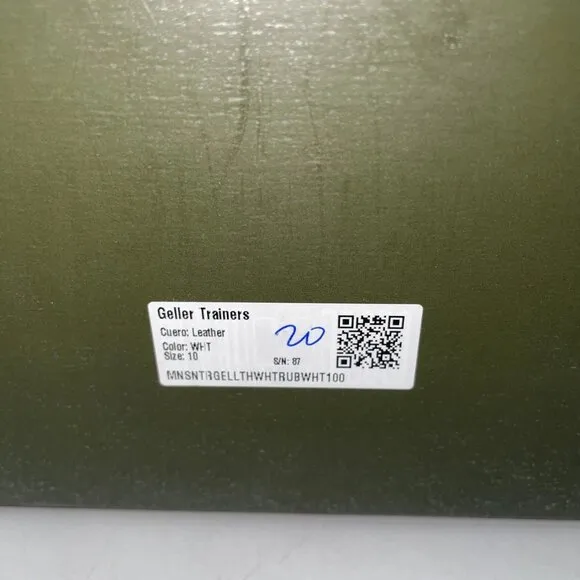 Geller Trainers
Cuero: Leather
Color: WHT
Size: 10
S/N: 87
20
MNSNTRGELLTHWHTRUBWHT100